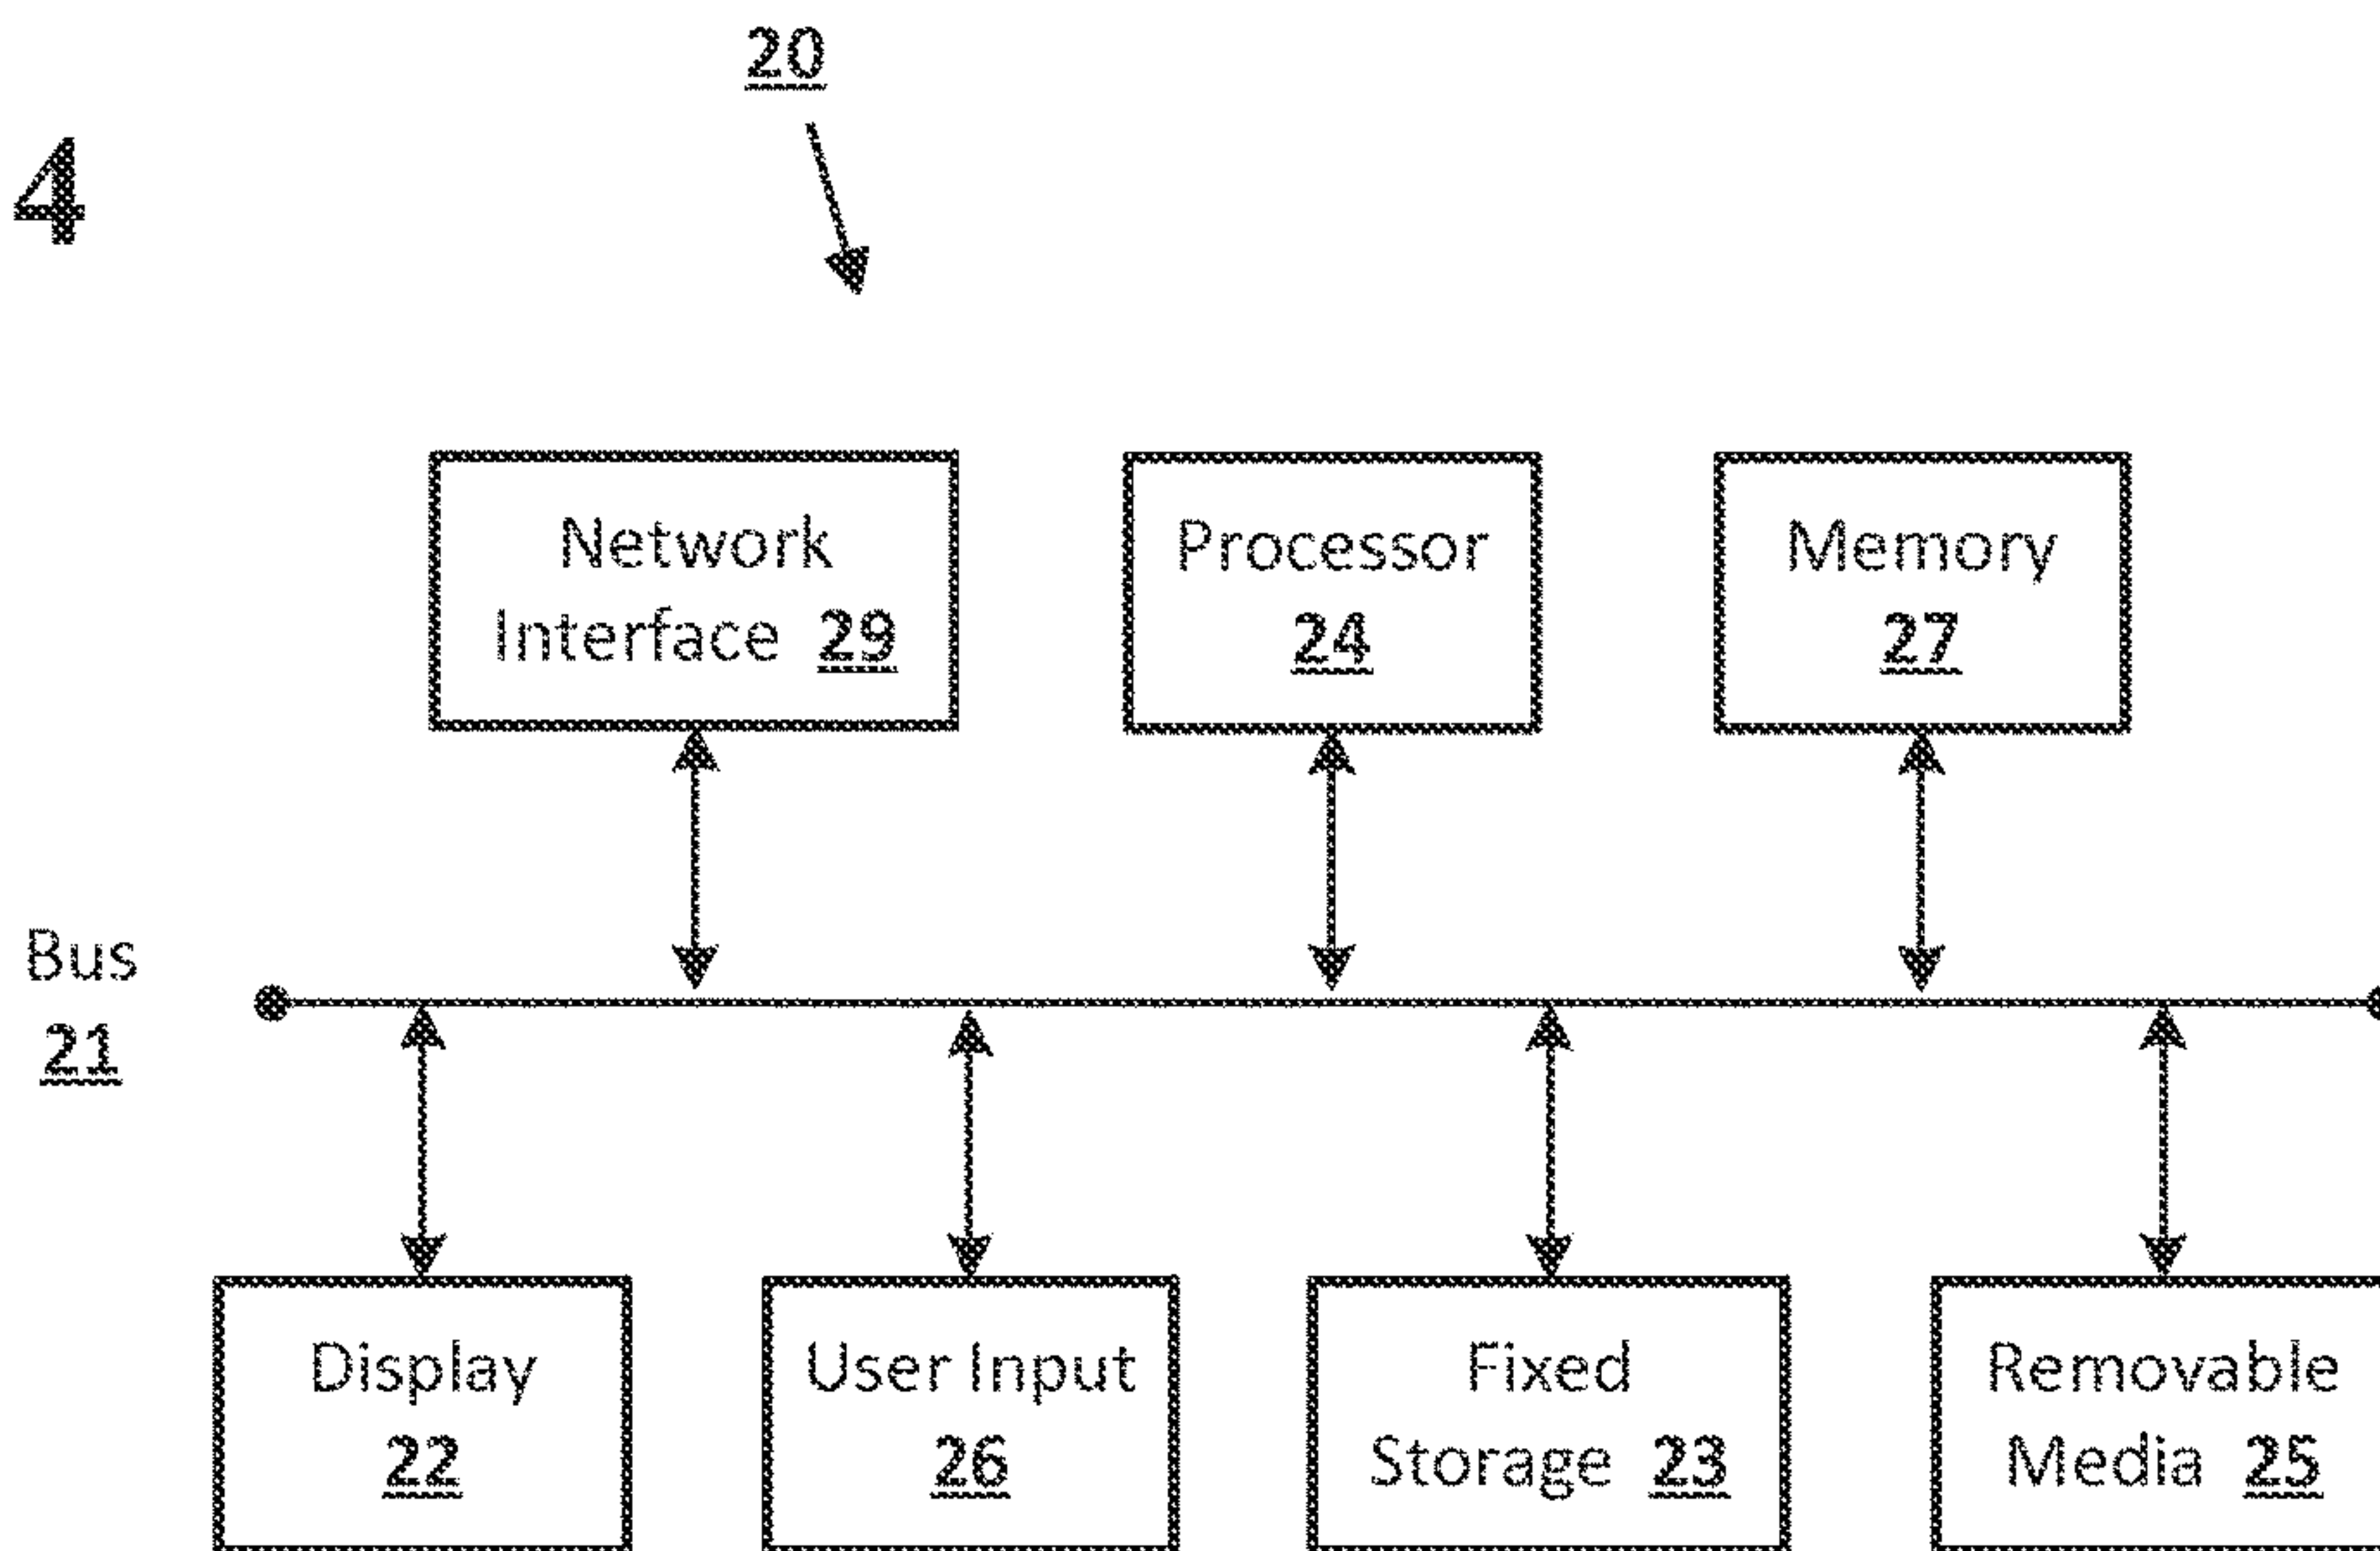 20
4
Network
Interface 29
Processor
24
Memory
27
Bus
21
Display
22
User Input
26
Fixed
Storage 23
Removable
Media 25